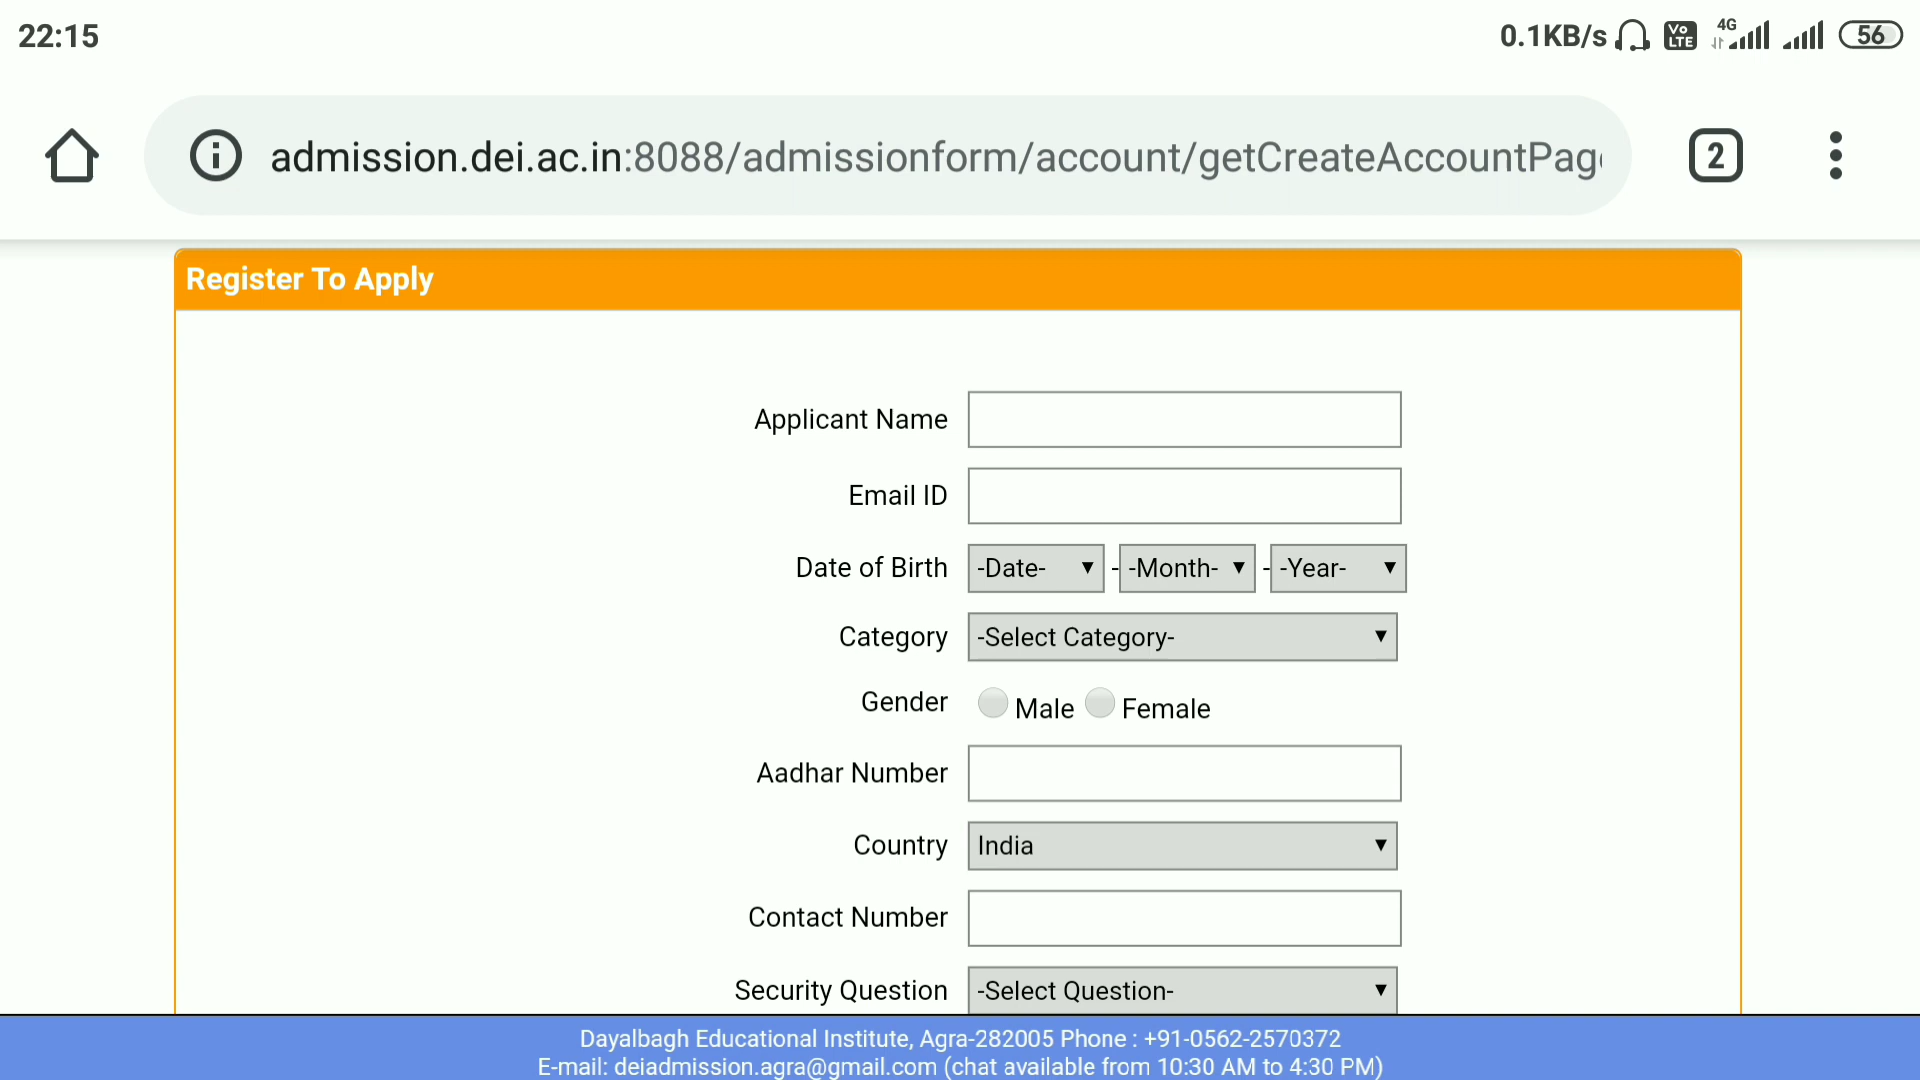 22:15
0.1KB/s Vo LTE 4G 56
admission.dei.ac.in:8088/admissionform/account/getCreateAccountPag
2
Register To Apply
Applicant Name
Email ID
Date of Birth -Date- - -Month- - -Year-
Category -Select Category-
Gender Male Female
Aadhar Number
Country India
Contact Number
Security Question -Select Question-
Dayalbagh Educational Institute, Agra-282005 Phone : +91-0562-2570372
E-mail: deiadmission.agra@gmail.com (chat available from 10:30 AM to 4:30 PM)